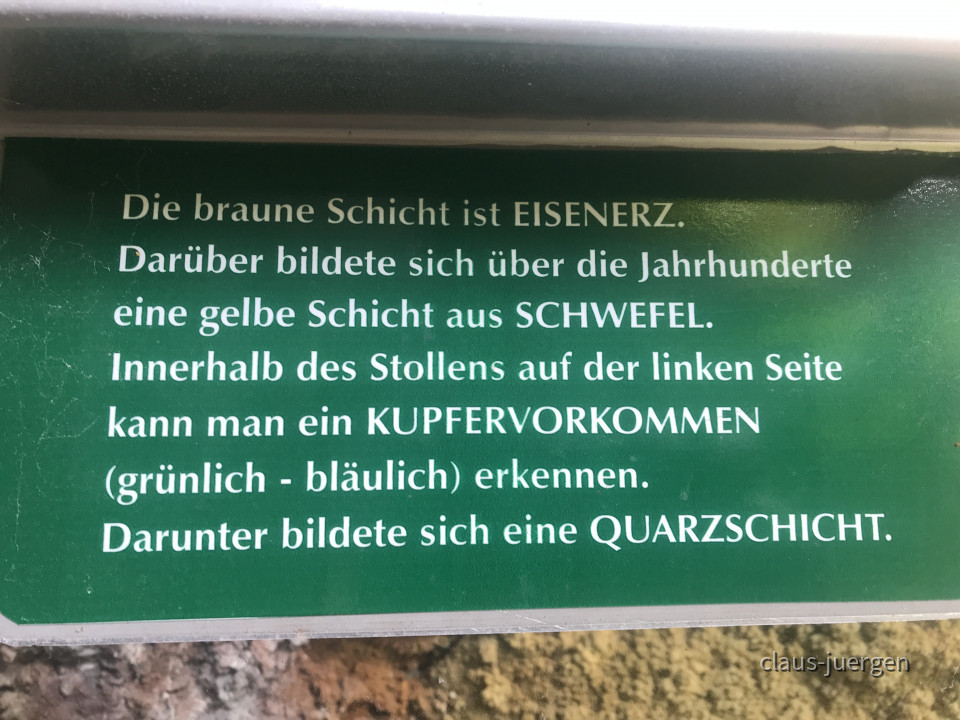 Die braune Schicht ist EISENERZ.
Darüber bildete sich über die Jahrhunderte
eine gelbe Schicht aus SCHWEFEL.
Innerhalb des Stollens auf der linken Seite
kann man ein KUPFERVORKOMMEN
(grünlich - bläulich) erkennen.
Darunter bildete sich eine QUARZSCHICHT.
claus-juergen